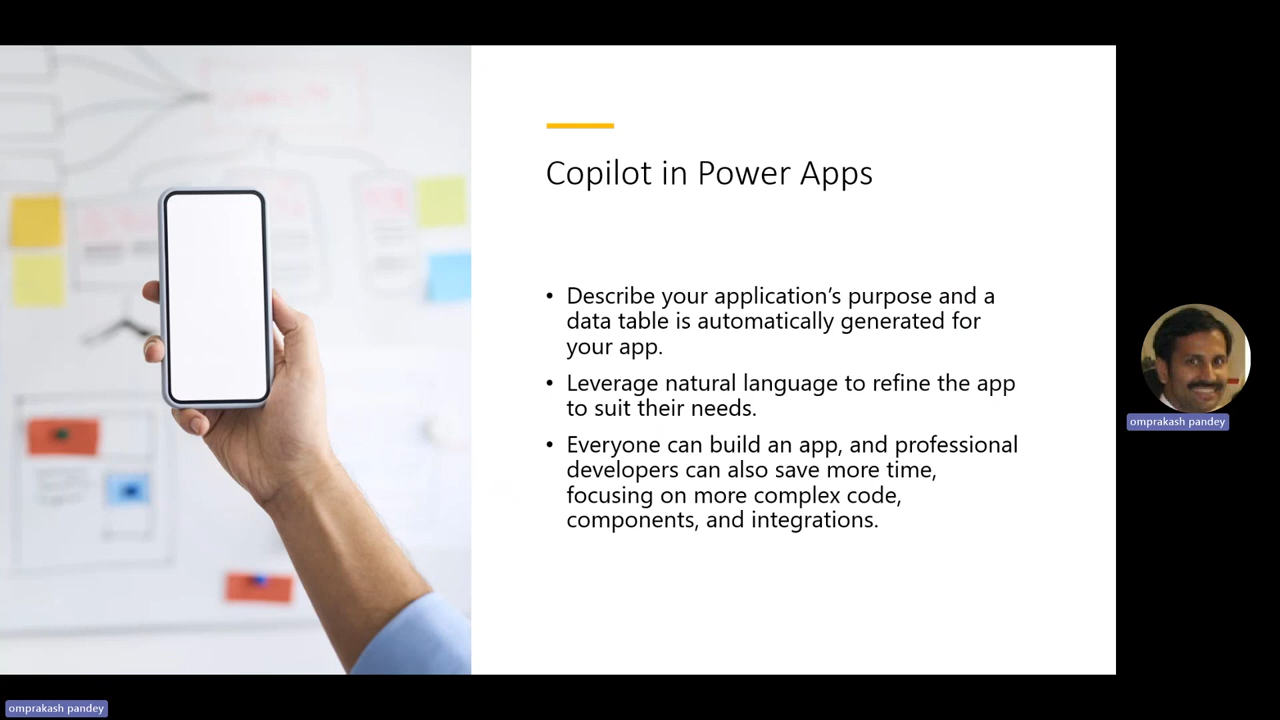 Copilot in Power Apps
• Describe your application’s purpose and a
data table is automatically generated for
your app.
• Leverage natural language to refine the app
to suit their needs.
• Everyone can build an app, and professional
developers can also save more time,
focusing on more complex code,
components, and integrations.
omprakash pandey
omprakash pandey